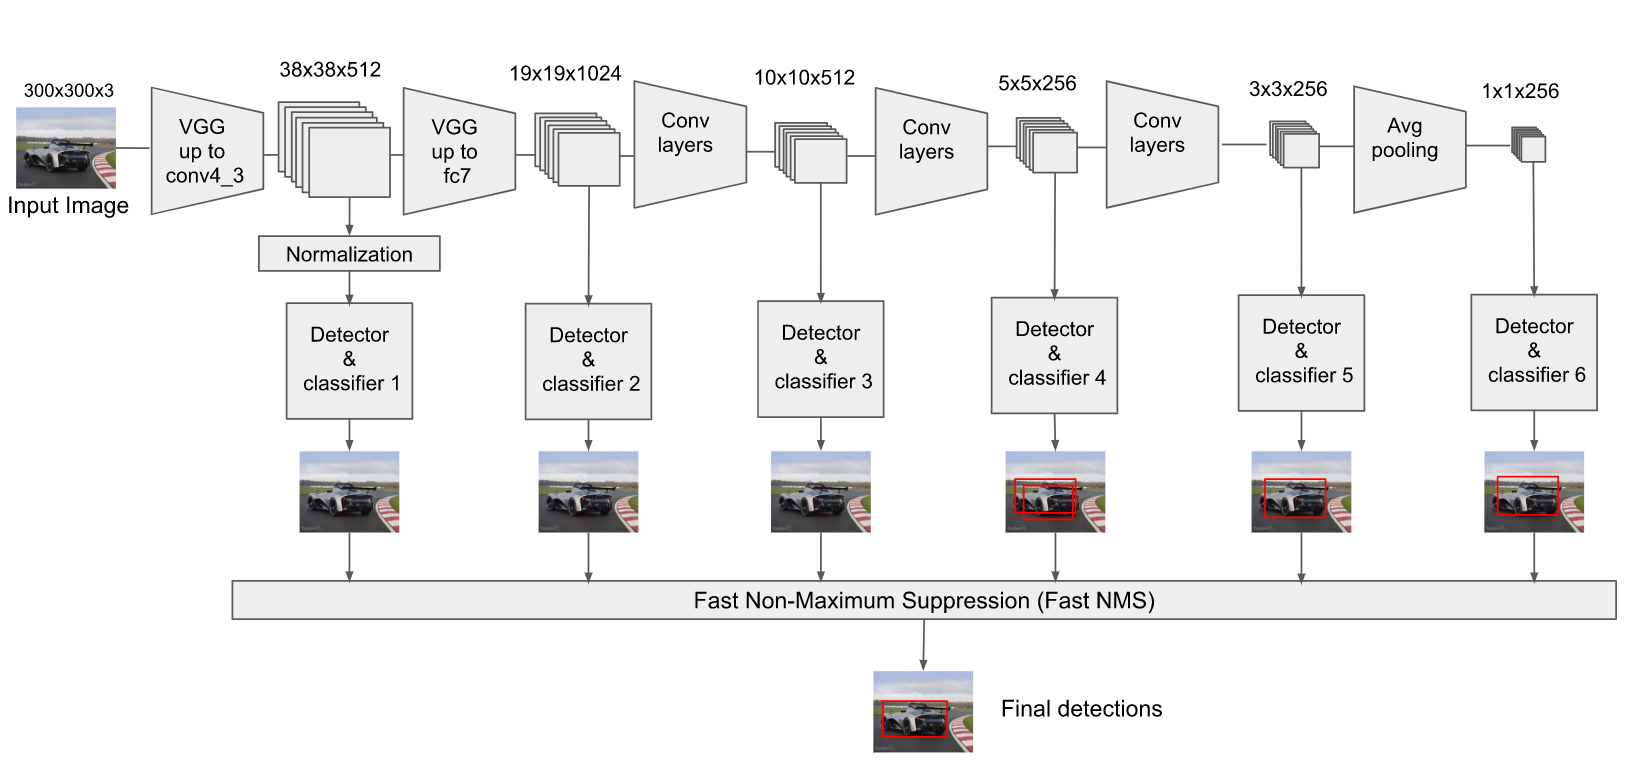 300x300x3
38x38x512
19x19x1024
10x10x512
5x5x256
3x3x256
1x1x256
VGG
up to
conv4_3
VGG
up to
fc7
Conv
layers
Conv
layers
Conv
layers
Avg
pooling
Input Image
Normalization
Detector
&
classifier 1
Detector
&
classifier 2
Detector
&
classifier 3
Detector
&
classifier 4
Detector
&
classifier 5
Detector
&
classifier 6
Fast Non-Maximum Suppression (Fast NMS)
Final detections